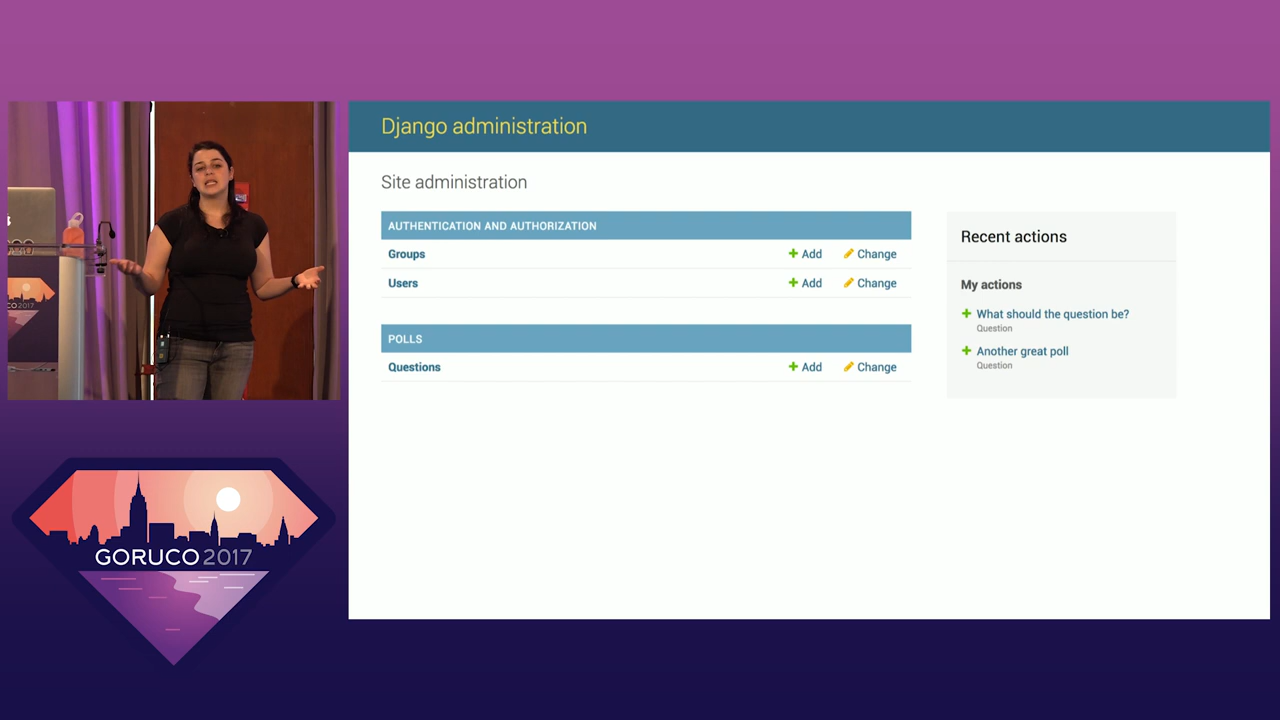 Django administration
Site administration
AUTHENTICATION AND AUTHORIZATION
Groups Add Change
Users Add Change
POLLS
Questions Add Change
Recent actions
My actions
What should the question be?
Question
Another great poll
Question
GORUCO 2017